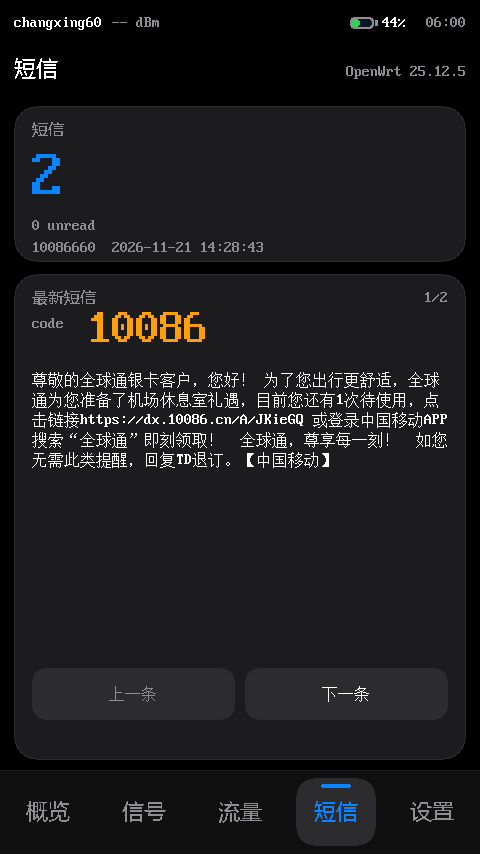 changxing60 -- dBm 44% 06:00
短信 OpenWrt 25.12.5
短信
2
0 unread
10086660 2026-11-21 14:28:43
最新短信 1/2
code 10086
尊敬的全球通银卡客户，您好！ 为了您出行更舒适，全球
通为您准备了机场休息室礼遇，目前您还有1次待使用，点
击链接https://dx.10086.cn/A/JKieGQ 或登录中国移动APP
搜索“全球通”即刻领取！  全球通，尊享每一刻！  如您
无需此类提醒，回复TD退订。【中国移动】
上一条 下一条
概览 信号 流量 短信 设置